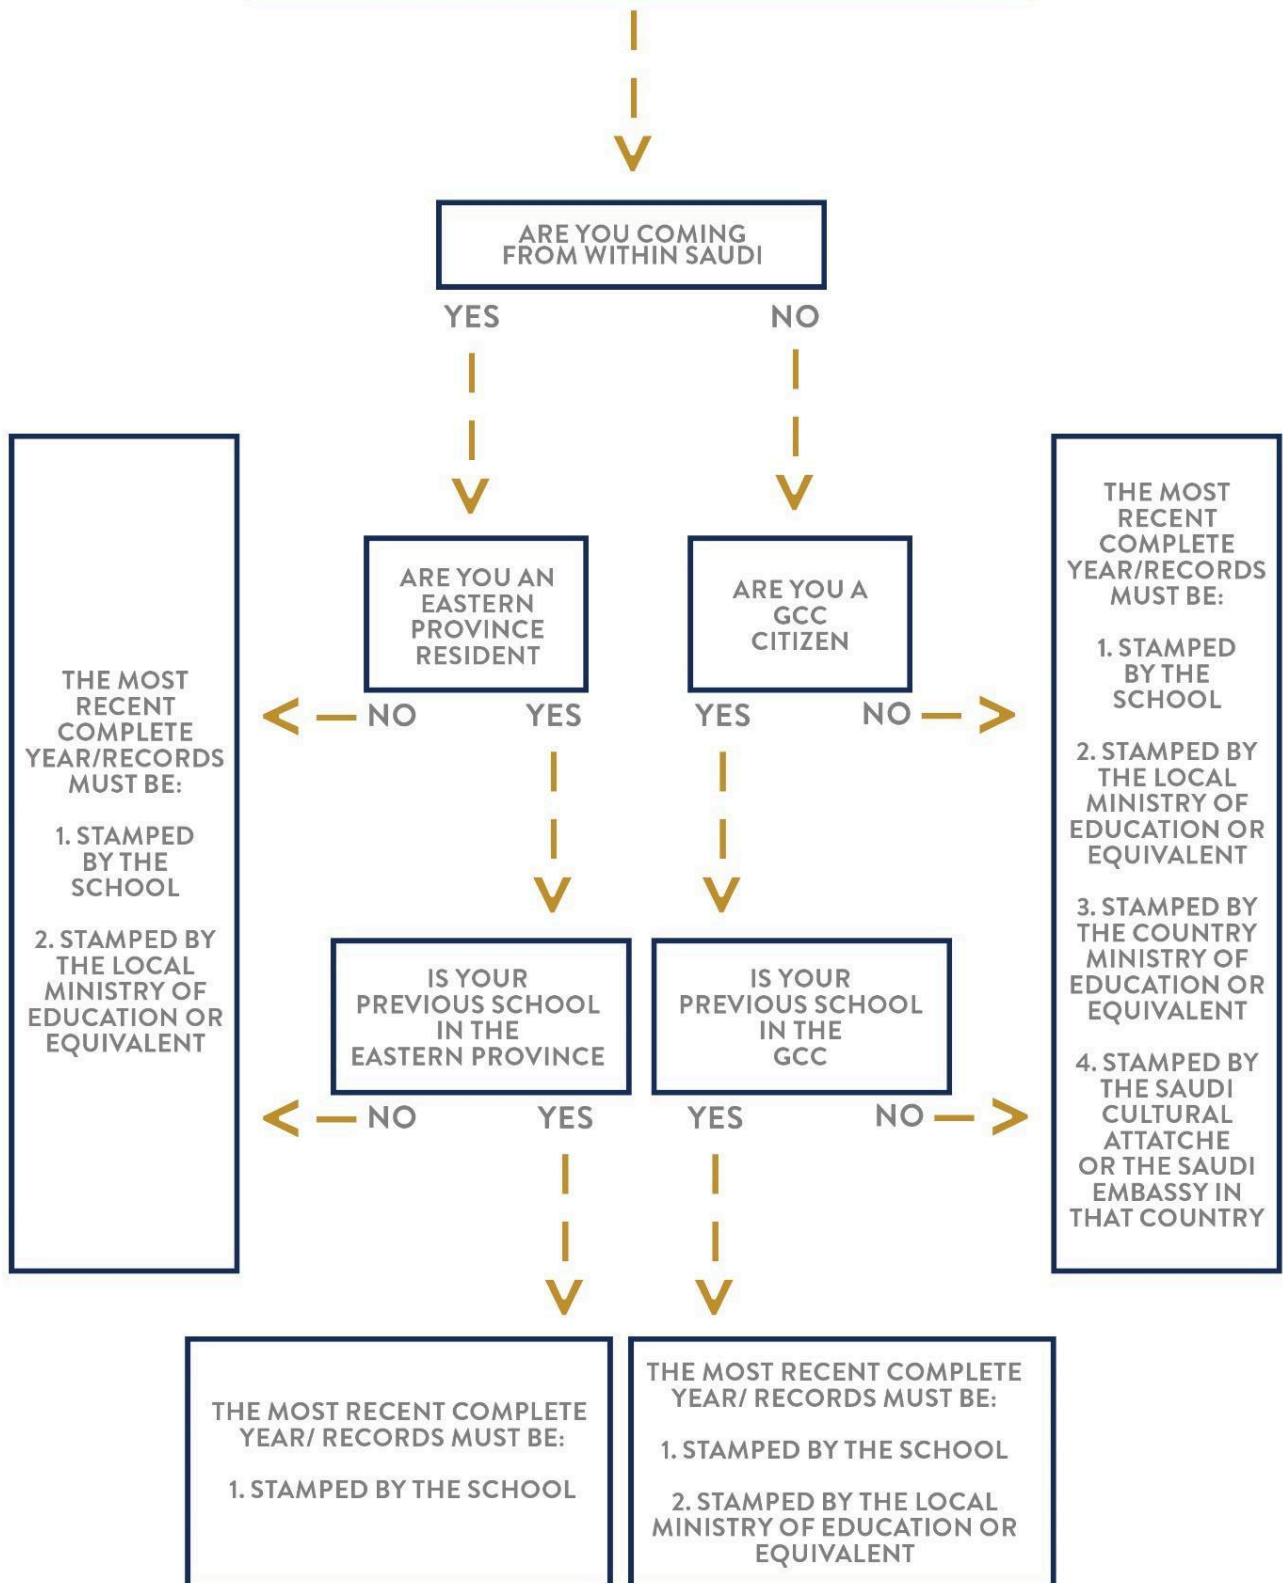 ARE YOU COMING
FROM WITHIN SAUDI
YES
NO
ARE YOU AN
EASTERN
PROVINCE
RESIDENT
NO
YES
ARE YOU A
GCC
CITIZEN
YES
NO
THE MOST
RECENT
COMPLETE
YEAR/RECORDS
MUST BE:
1. STAMPED
BY THE
SCHOOL
2. STAMPED BY
THE LOCAL
MINISTRY OF
EDUCATION OR
EQUIVALENT
THE MOST
RECENT
COMPLETE
YEAR/RECORDS
MUST BE:
1. STAMPED
BY THE
SCHOOL
2. STAMPED BY
THE LOCAL
MINISTRY OF
EDUCATION OR
EQUIVALENT
3. STAMPED BY
THE COUNTRY
MINISTRY OF
EDUCATION OR
EQUIVALENT
4. STAMPED BY
THE SAUDI
CULTURAL
ATTATCHE
OR THE SAUDI
EMBASSY IN
THAT COUNTRY
IS YOUR
PREVIOUS SCHOOL
IN THE
EASTERN PROVINCE
NO
YES
IS YOUR
PREVIOUS SCHOOL
IN THE
GCC
YES
NO
THE MOST RECENT COMPLETE
YEAR/ RECORDS MUST BE:
1. STAMPED BY THE SCHOOL
THE MOST RECENT COMPLETE
YEAR/ RECORDS MUST BE:
1. STAMPED BY THE SCHOOL
2. STAMPED BY THE LOCAL
MINISTRY OF EDUCATION OR
EQUIVALENT